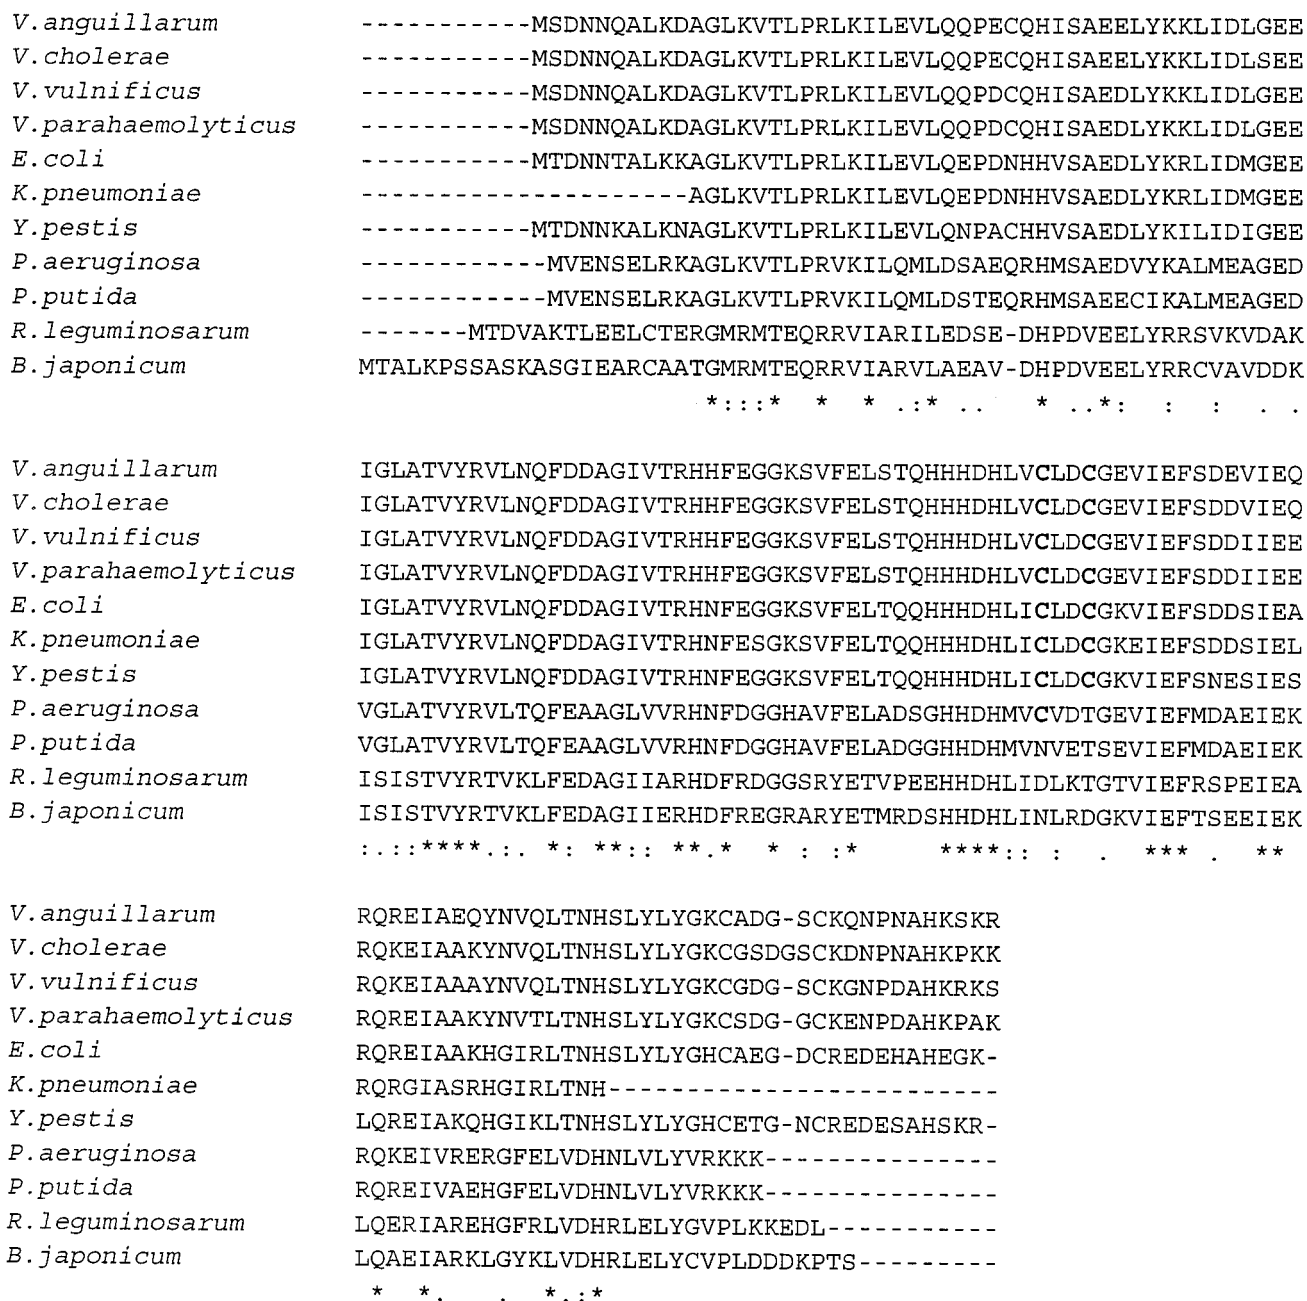 V.anguillarum -----------MSDNNQALKDAGLKVTLPRLKILEVLQQPECQHISAEELYKKLIDLGEE
V.cholerae -----------MSDNNQALKDAGLKVTLPRLKILEVLQQPECQHISAEELYKKLIDLSEE
V.vulnificus -----------MSDNNQALKDAGLKVTLPRLKILEVLQQPDCQHISAEDLYKKLIDLGEE
V.parahaemolyticus -----------MSDNNQALKDAGLKVTLPRLKILEVLQQPDCQHISAEDLYKKLIDLGEE
E.coli -----------MTDNNTALKKAGLKVTLPRLKILEVLQEPDNHHVSAEDLYKRLIDMGEE
K.pneumoniae ---------------------AGLKVTLPRLKILEVLQEPDNHHVSAEDLYKRLIDMGEE
Y.pestis -----------MTDNNKALKNAGLKVTLPRLKILEVLQNPACHHVSAEDLYKILIDIGEE
P.aeruginosa ------------MVENSELRKAGLKVTLPRVKILQMLDSAEQRHMSAEDVYKALMEAGED
P.putida ------------MVENSELRKAGLKVTLPRVKILQMLDSTEQRHMSAEECIKALMEAGED
R.leguminosarum -------MTDVAKTLEELCTERGMRMTEQRRVIARILEDSE-DHPDVEELYRRSVKVDAK
B.japonicum MTALKPSSASKASGIEARCAATGMRMTEQRRVIARVLAEAV-DHPDVEELYRRCVAVDDK
*:::* * * .:* .. * ..*: : : . .
V.anguillarum IGLATVYRVLNQFDDAGIVTRHHFEGGKSVFELSTQHHHDHLVCLDCGEVIEFSDEVIEQ
V.cholerae IGLATVYRVLNQFDDAGIVTRHHFEGGKSVFELSTQHHHDHLVCLDCGEVIEFSDDVIEQ
V.vulnificus IGLATVYRVLNQFDDAGIVTRHHFEGGKSVFELSTQHHHDHLVCLDCGEVIEFSDDIIEE
V.parahaemolyticus IGLATVYRVLNQFDDAGIVTRHHFEGGKSVFELSTQHHHDHLVCLDCGEVIEFSDDIIEE
E.coli IGLATVYRVLNQFDDAGIVTRHNFEGGKSVFELTQQHHHDHLICLDCGKVIEFSDDSIEA
K.pneumoniae IGLATVYRVLNQFDDAGIVTRHNFESGKSVFELTQQHHHDHLICLDCGKEIEFSDDSIEL
Y.pestis IGLATVYRVLNQFDDAGIVTRHNFEGGKSVFELTQQHHHDHLICLDCGKVIEFSNESIES
P.aeruginosa VGLATVYRVLTQFEAAGLVVRHNFDGGHAVFELADSGHHDHMVCVDTGEVIEFMDAEIEK
P.putida VGLATVYRVLTQFEAAGLVVRHNFDGGHAVFELADGGHHDHMVNVETSEVIEFMDAEIEK
R.leguminosarum ISISTVYRTVKLFEDAGIIARHDFRDGGSRYETVPEEHHDHLIDLKTGTVIEFRSPEIEA
B.japonicum ISISTVYRTVKLFEDAGIIERHDFREGRARYETMRDSHHDHLINLRDGKVIEFTSEEIEK
:.::****.:. *: **:: **.* * : :* ****:: : . *** . **
V.anguillarum RQREIAEQYNVQLTNHSLYLYGKCADG-SCKQNPNAHKSKR
V.cholerae RQKEIAAKYNVQLTNHSLYLYGKCGSDGSCKDNPNAHKPKK
V.vulnificus RQKEIAAAYNVQLTNHSLYLYGKCGDG-SCKGNPDAHKRKS
V.parahaemolyticus RQREIAAKYNVTLTNHSLYLYGKCSDG-GCKENPDAHKPAK
E.coli RQREIAAKHGIRLTNHSLYLYGHCAEG-DCREDEHAHEGK-
K.pneumoniae RQRGIASRHGIRLTNH-------------------------
Y.pestis LQREIAKQHGIKLTNHSLYLYGHCETG-NCREDESAHSKR-
P.aeruginosa RQKEIVRERGFELVDHNLVLYVRKKK---------------
P.putida RQREIVAEHGFELVDHNLVLYVRKKK---------------
R.leguminosarum LQERIAREHGFRLVDHRLELYGVPLKKEDL-----------
B.japonicum LQAEIARKLGYKLVDHRLELYCVPLDDDKPTS---------
* *. . *.:*